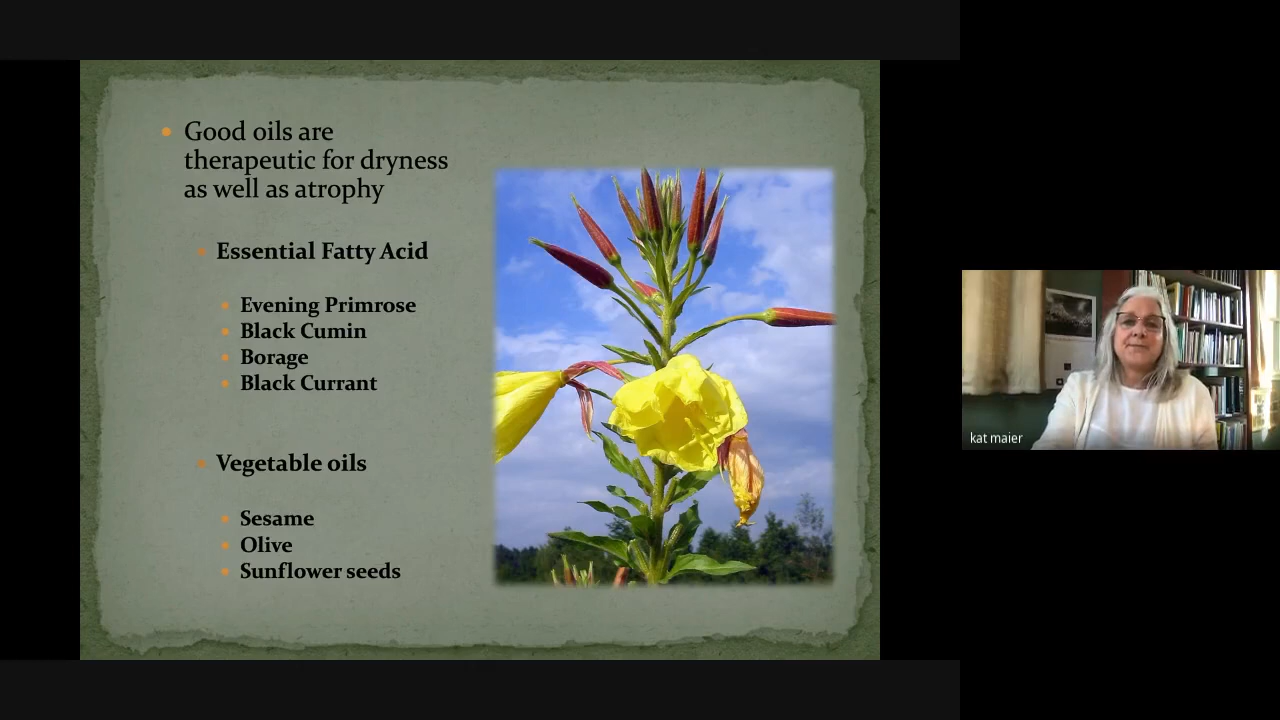 Good oils are
therapeutic for dryness
as well as atrophy
Essential Fatty Acid
Evening Primrose
Black Cumin
Borage
Black Currant
Vegetable oils
Sesame
Olive
Sunflower seeds
kat maier